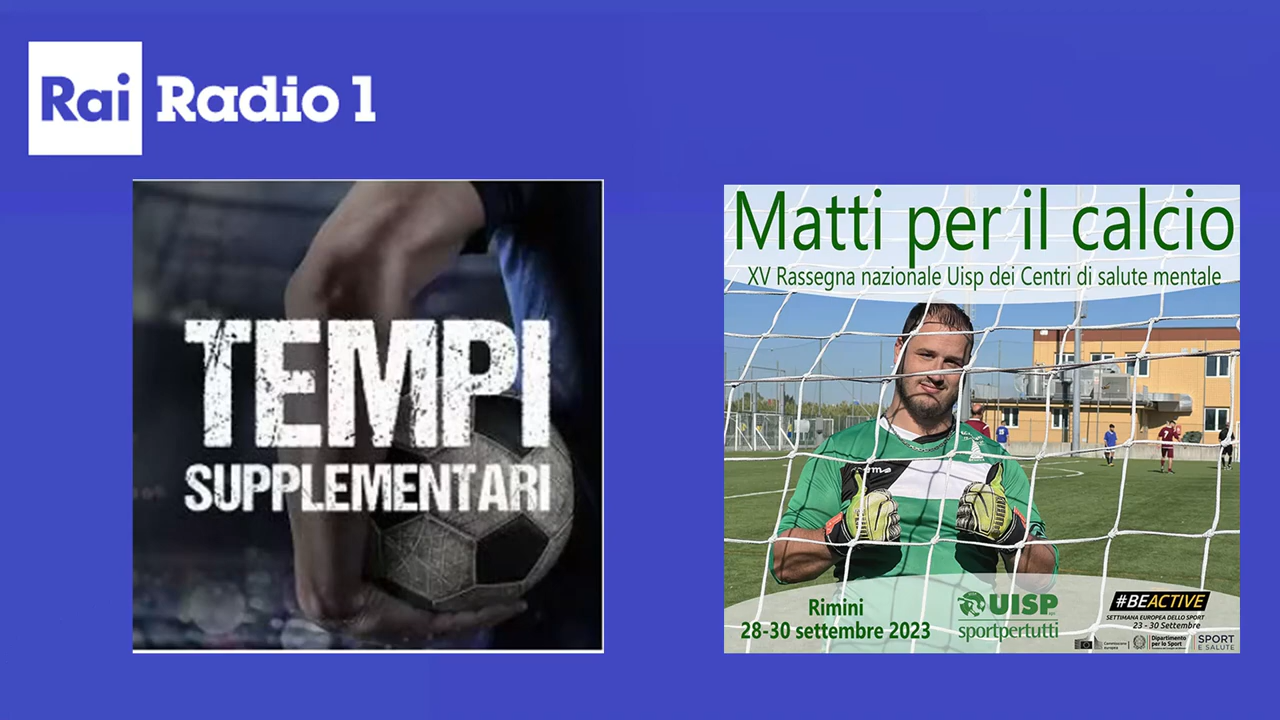 Rai Radio 1
TEMPI
SUPPLEMENTARI
Matti per il calcio
XV Rassegna nazionale Uisp dei Centri di salute mentale
Rimini
28-30 settembre 2023
UISP
sportpertutti
#BEACTIVE
SETTIMANA EUROPEA DELLO SPORT
23 - 30 Settembre
Commissione
europea
Dipartimento
per lo Sport
SPORT
E SALUTE